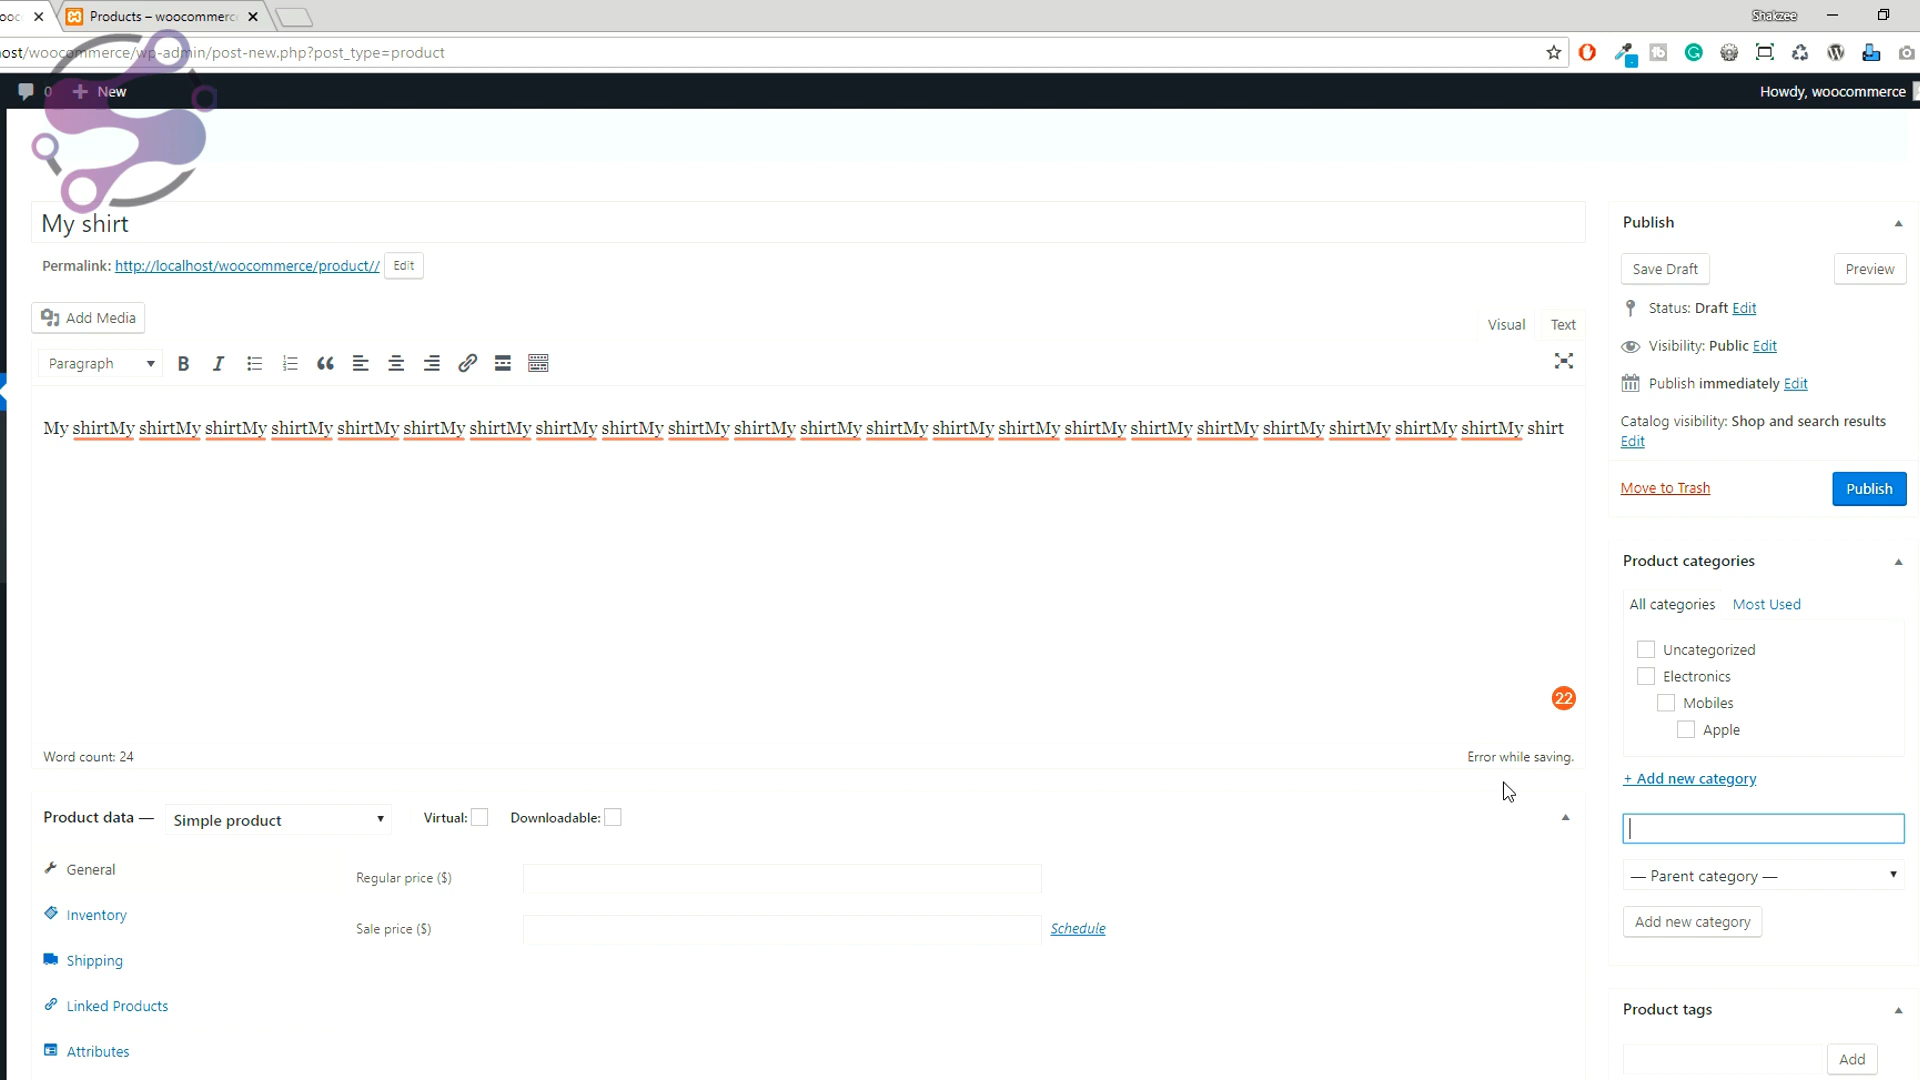 Products – woocommerc
Shakzee
ost/woocommerce/wp-admin/post-new.php?post_type=product
0 + New
Howdy, woocommerce
My shirt
Permalink: http://localhost/woocommerce/product// Edit
Add Media
Visual Text
Paragraph
My shirtMy shirtMy shirtMy shirtMy shirtMy shirtMy shirtMy shirtMy shirtMy shirtMy shirtMy shirtMy shirtMy shirtMy shirtMy shirtMy shirtMy shirtMy shirtMy shirtMy shirtMy shirtMy shirt
22
Word count: 24
Error while saving.
Product data — Simple product Virtual: Downloadable:
General
Inventory
Shipping
Linked Products
Attributes
Regular price ($)
Sale price ($)
Schedule
Publish
Save Draft Preview
Status: Draft Edit
Visibility: Public Edit
Publish immediately Edit
Catalog visibility: Shop and search results
Edit
Move to Trash Publish
Product categories
All categories Most Used
Uncategorized
Electronics
Mobiles
Apple
+ Add new category
— Parent category —
Add new category
Product tags
Add